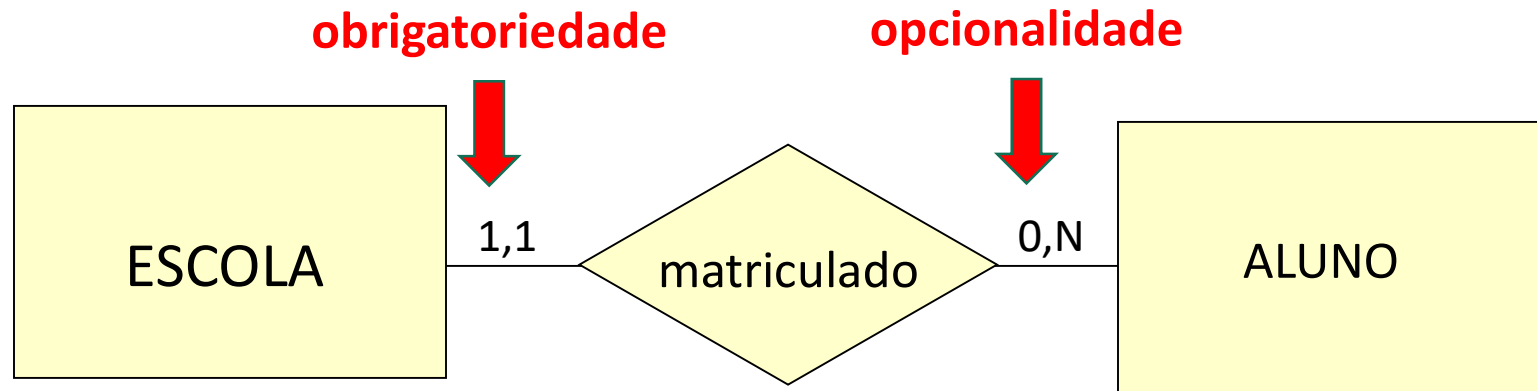 obrigatoriedade
opcionalidade
ESCOLA
1,1
matriculado
0,N
ALUNO